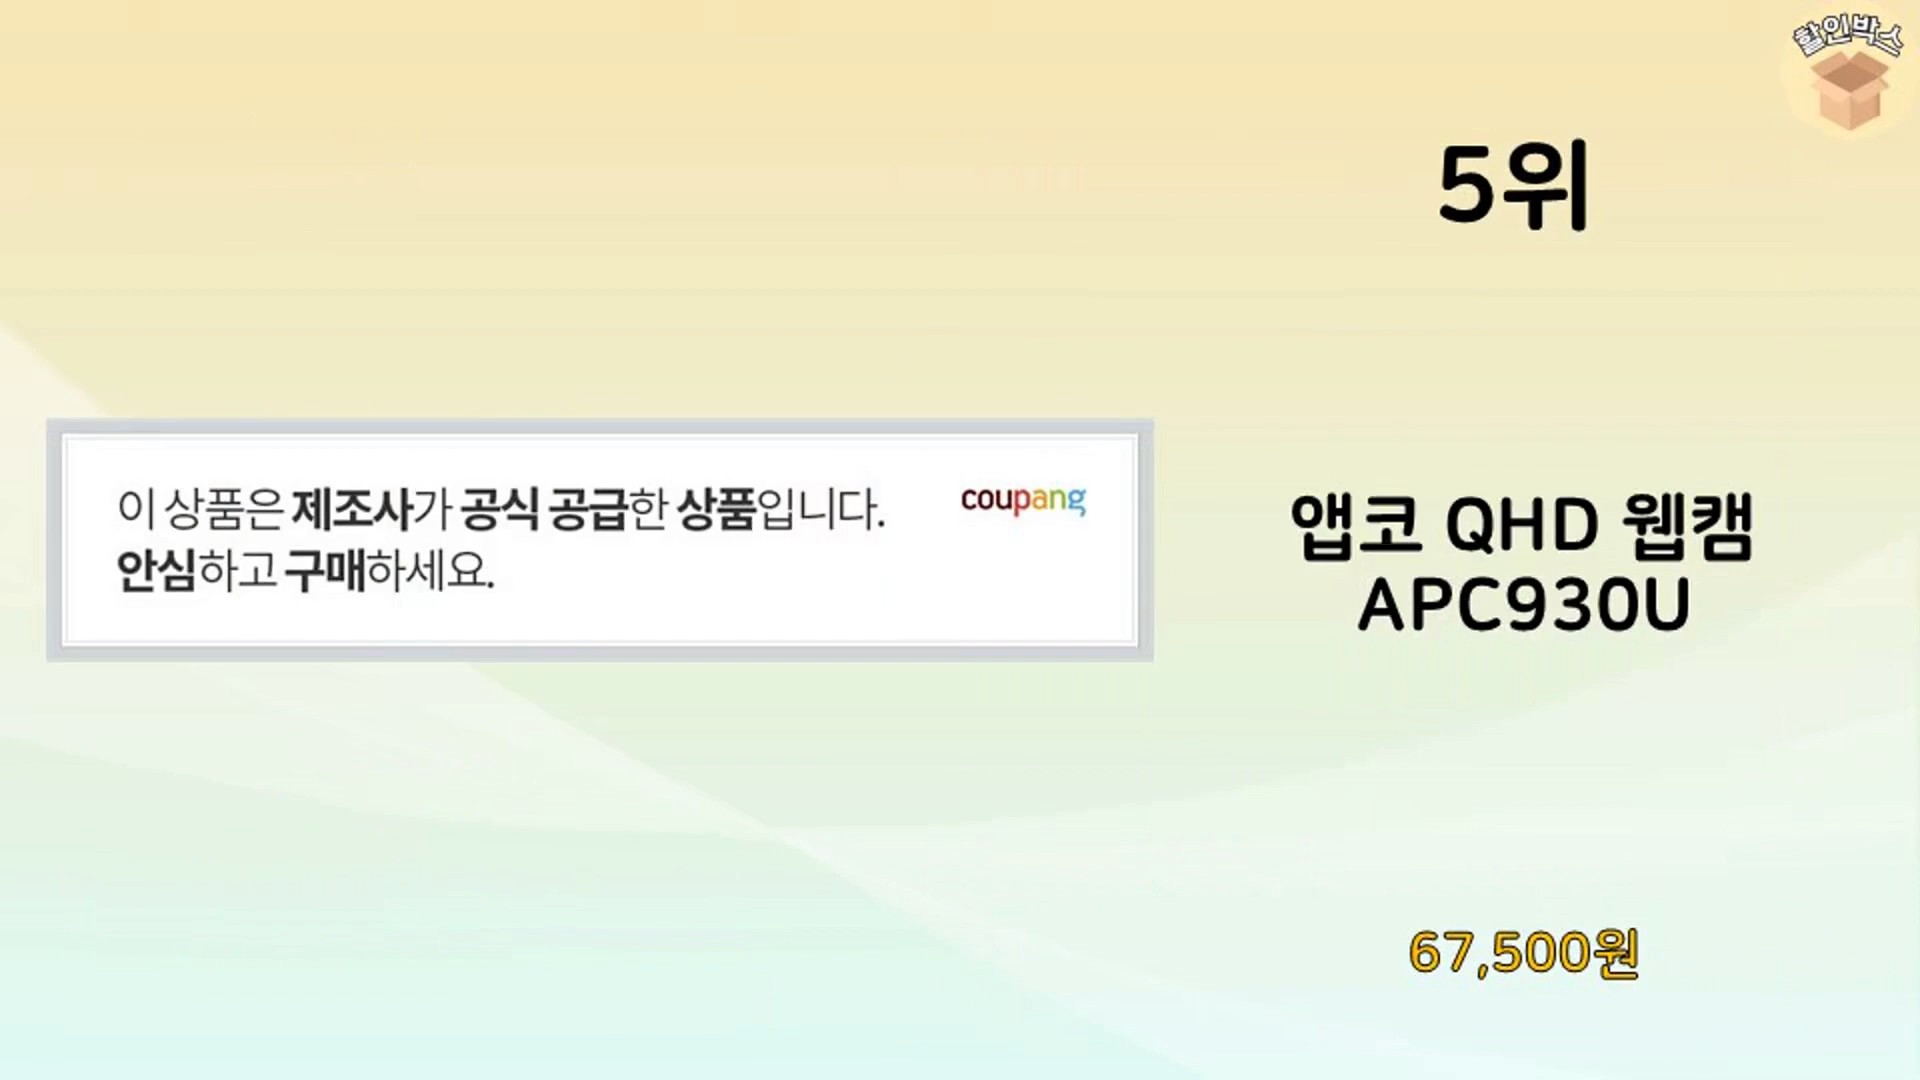 할인박스
5위
이 상품은 제조사가 공식 공급한 상품입니다.
안심하고 구매하세요.
coupang
앱코 QHD 웹캠
APC930U
67,500원